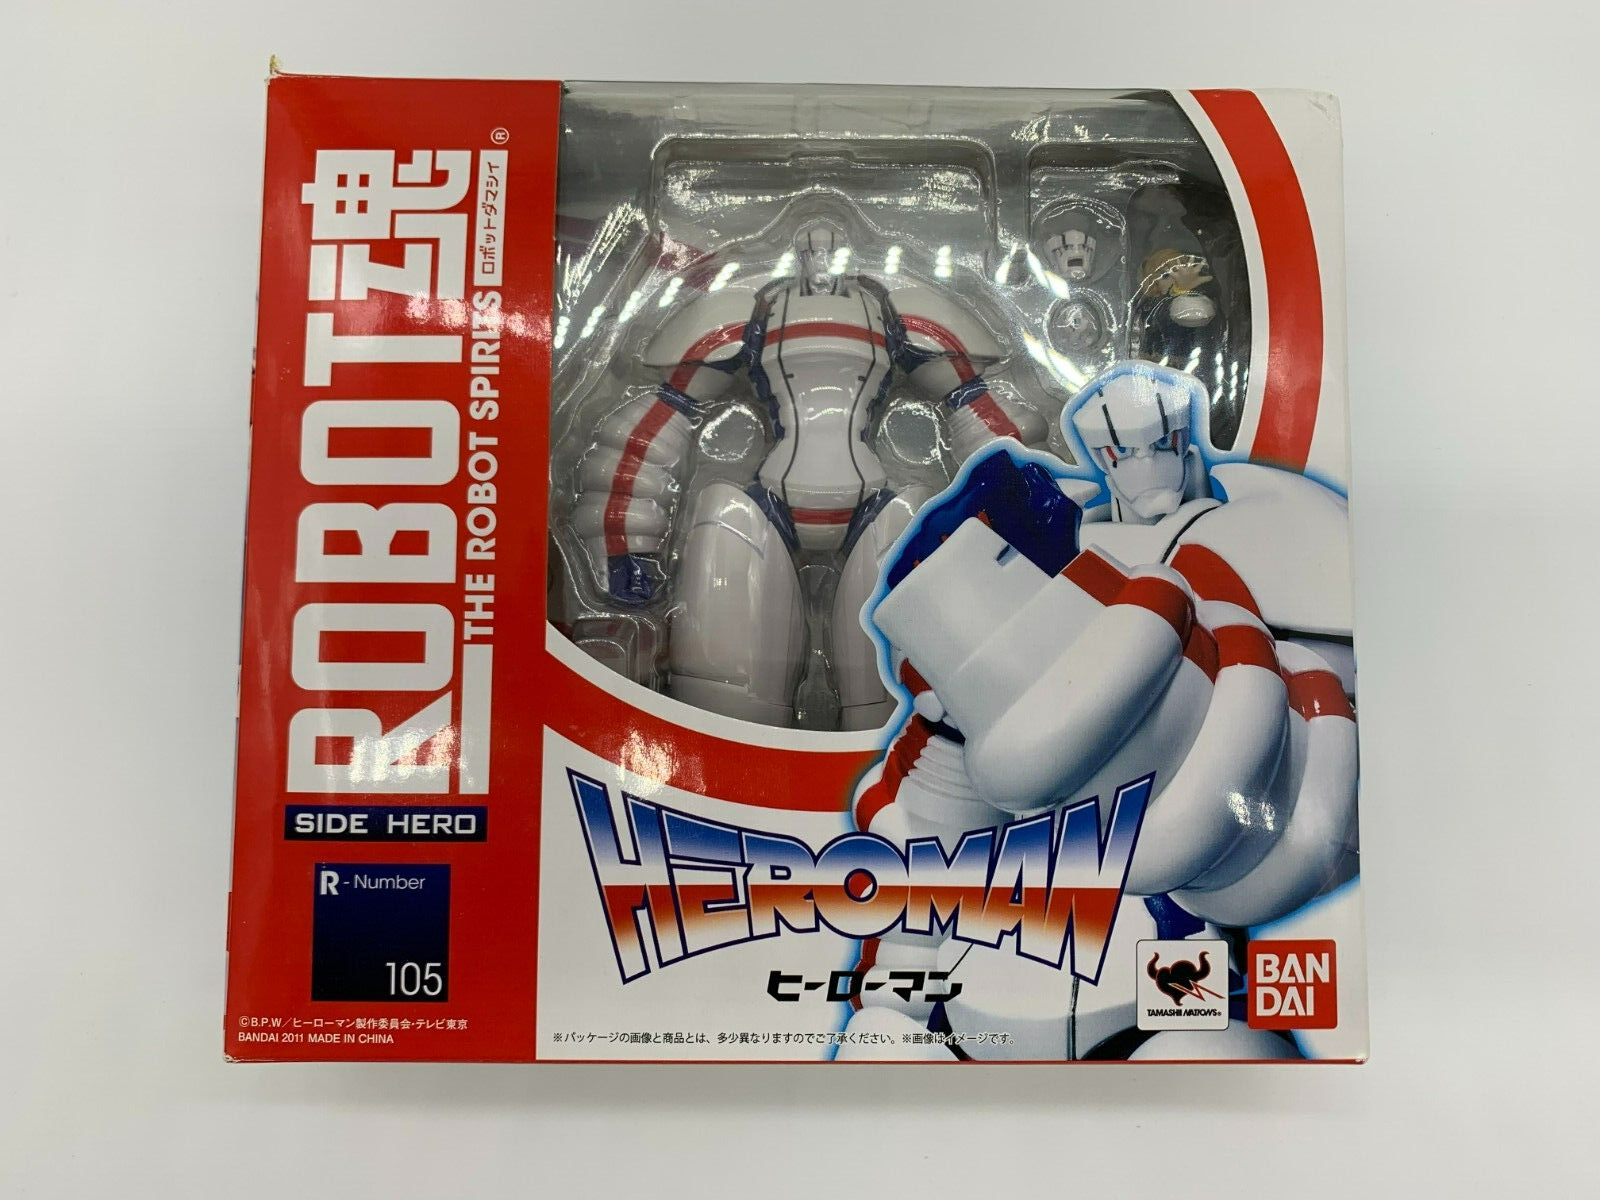 ROBOT魂
ロボットダマシイ
®
THE ROBOT SPIRITS
SIDE HERO
R - Number
105
©B.P.W/ヒーローマン製作委員会・テレビ東京
BANDAI 2011 MADE IN CHINA
HEROMAN
ヒーローマン
※パッケージの画像と商品とは、多少異なりますのでご了承ください。※画像はイメージです。
TAMASHII NATIONS®
BAN
DAI